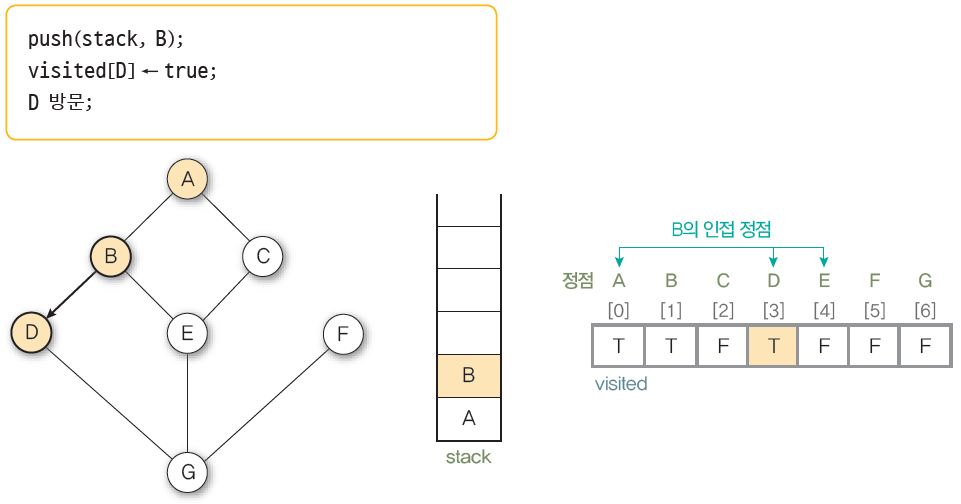 push(stack, B);
visited[D] ← true;
D 방문;
A
B
C
D
E
F
G
B
A
stack
B의 인접 정점
정점 A B C D E F G
[0] [1] [2] [3] [4] [5] [6]
T T F T F F F
visited